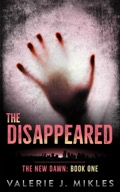 THE
DISAPPEARED
THE NEW DAWN: BOOK ONE
VALERIE J. MIKLES